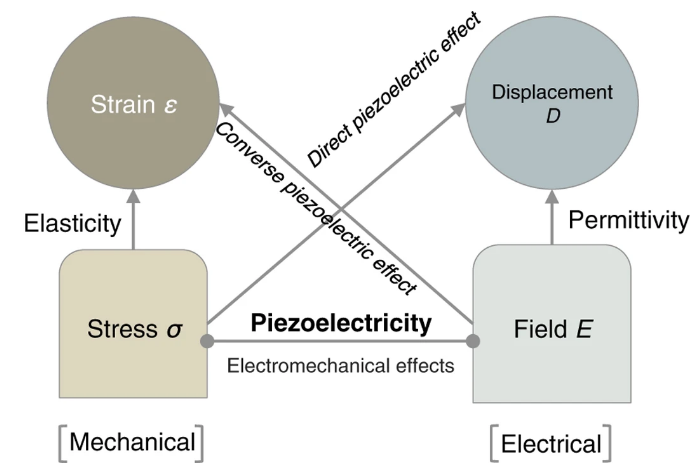 Direct piezoelectric effect
Strain ε
Displacement
D
Converse piezoelectric effect
Elasticity
Permittivity
Stress σ
Piezoelectricity
Field E
Electromechanical effects
[Mechanical]
[Electrical]